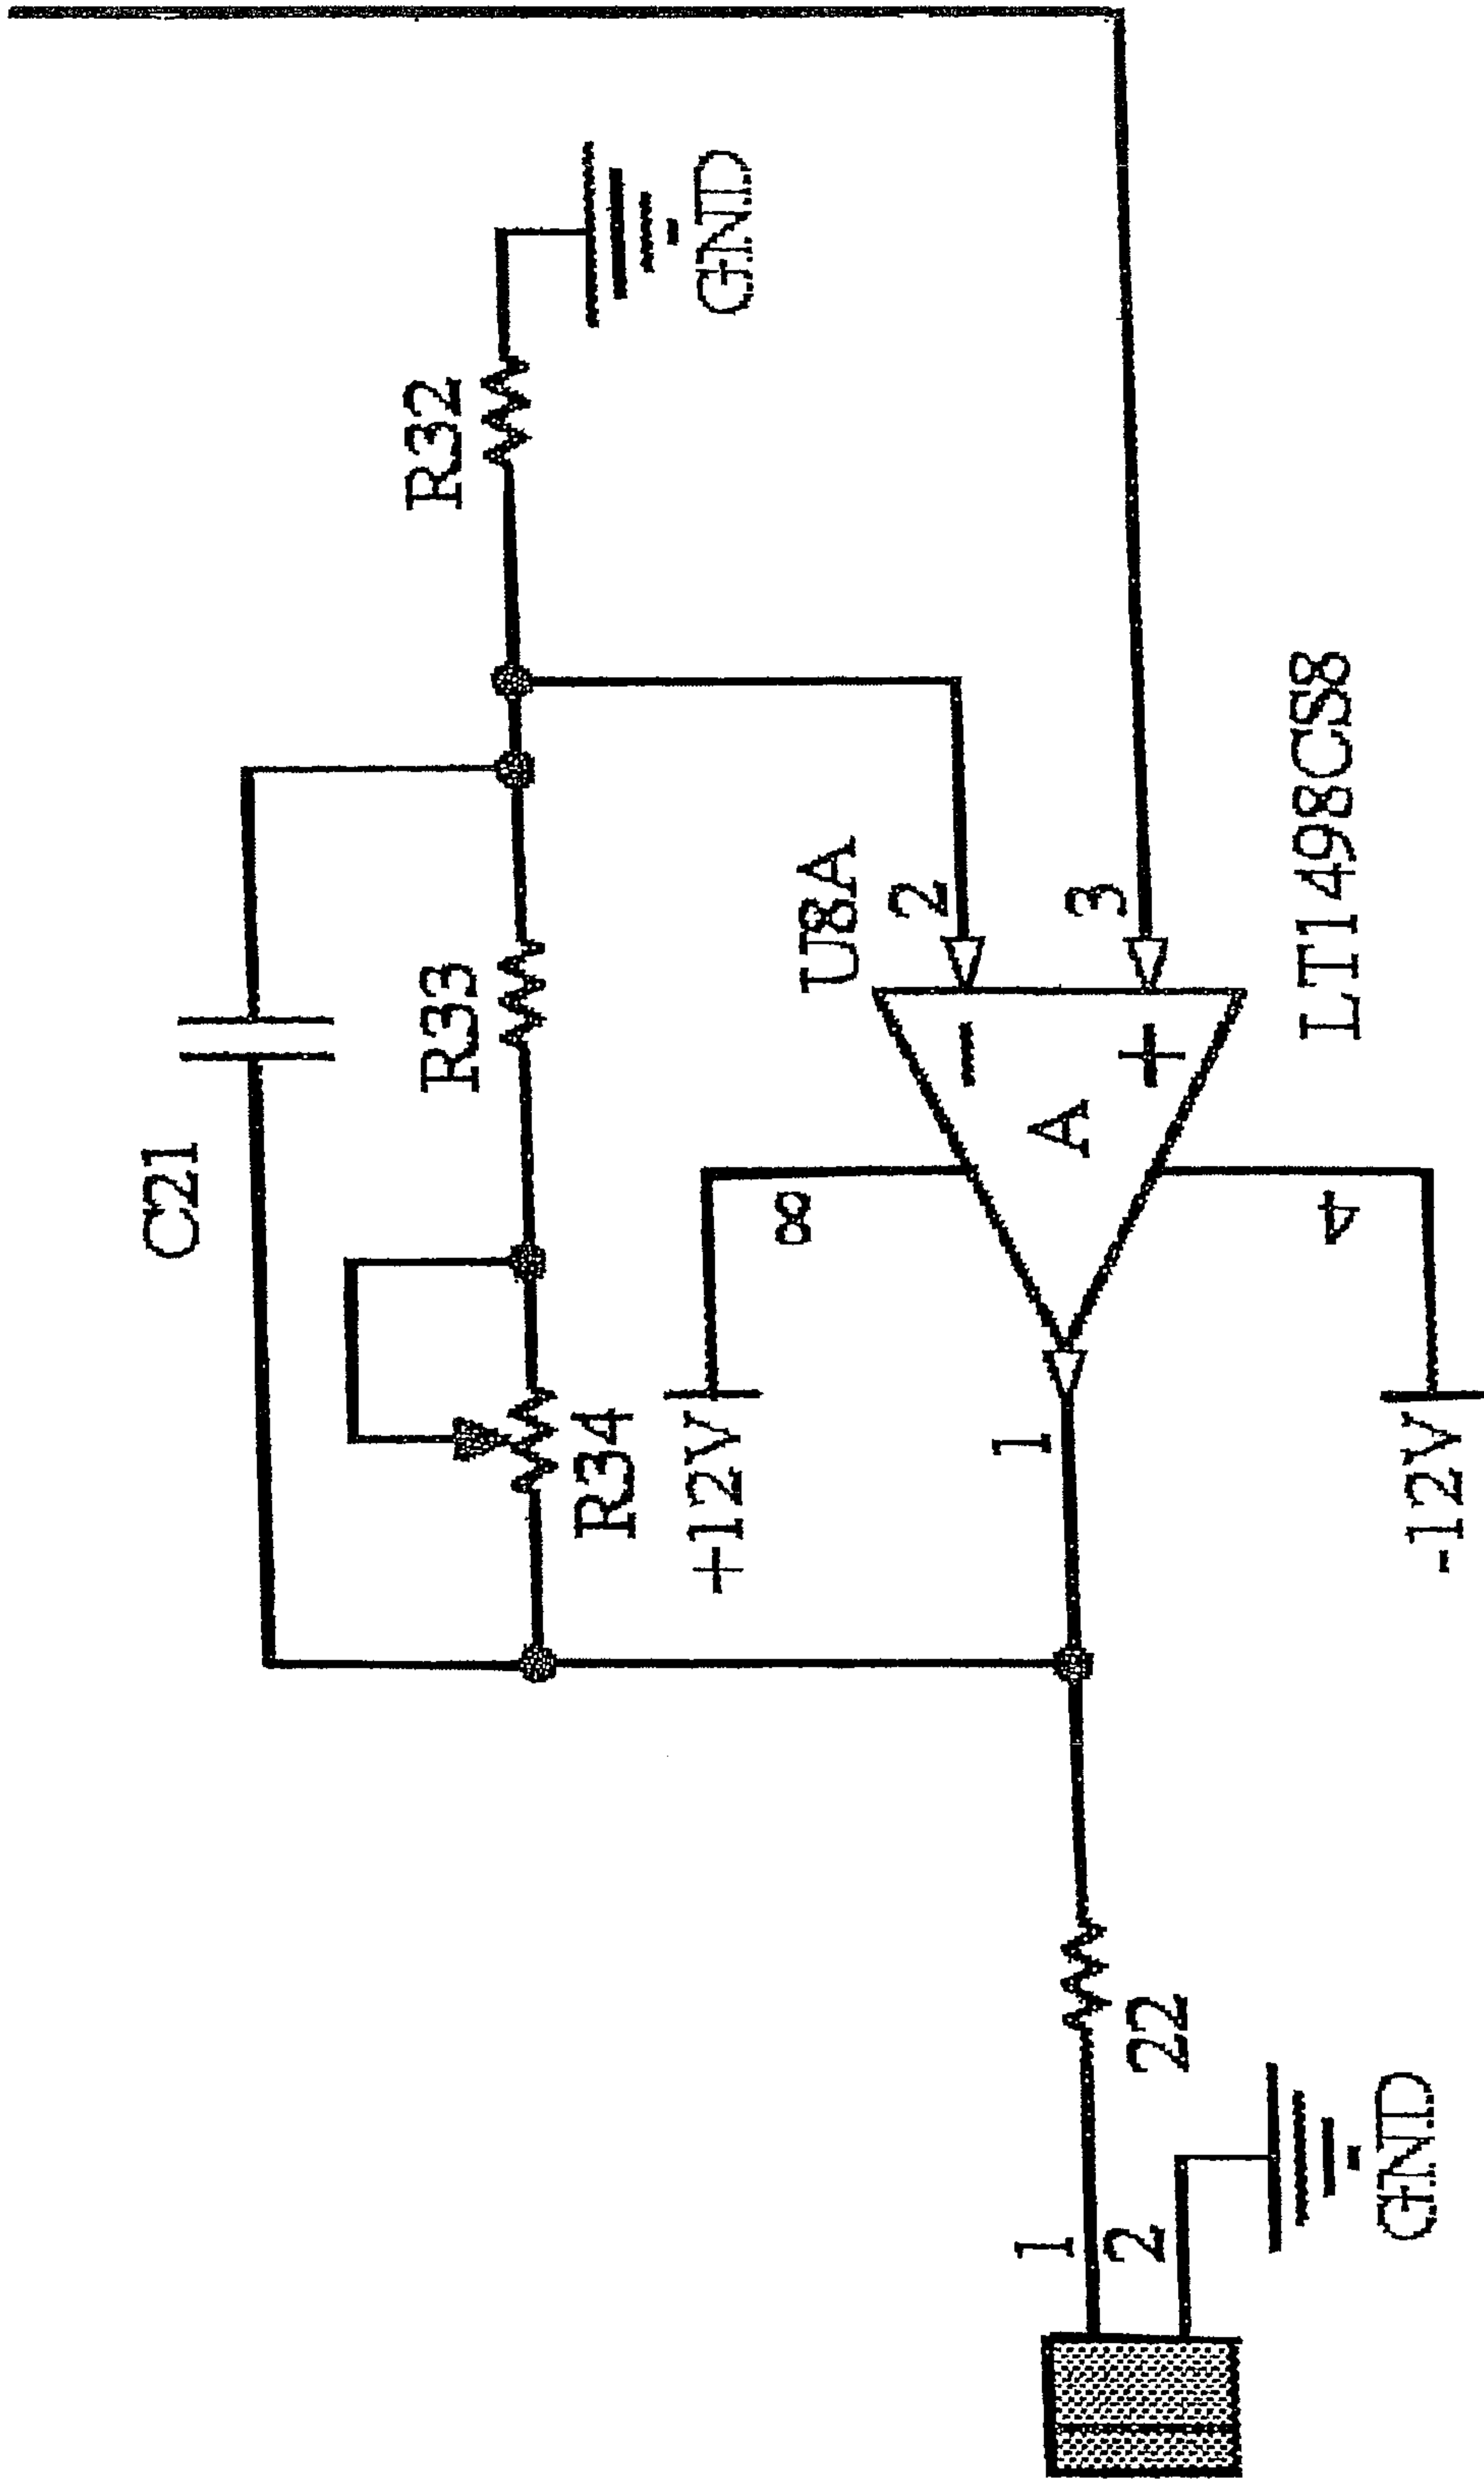 GND
R32
C21
R33
R34
U8A
2
3
LT1498CS8
A
8
4
+12V
-12V
1
22
1
2
GND